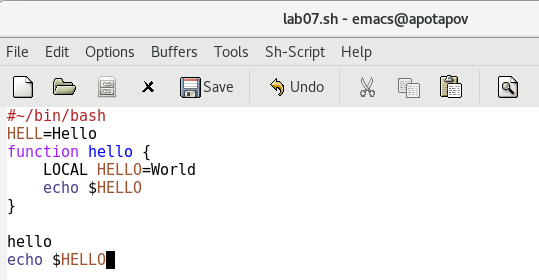 lab07.sh - emacs@apotapov
File Edit Options Buffers Tools Sh-Script Help
Save Undo
#~/bin/bash
HELL=Hello
function hello {
    LOCAL HELLO=World
    echo $HELLO
}
hello
echo $HELLO